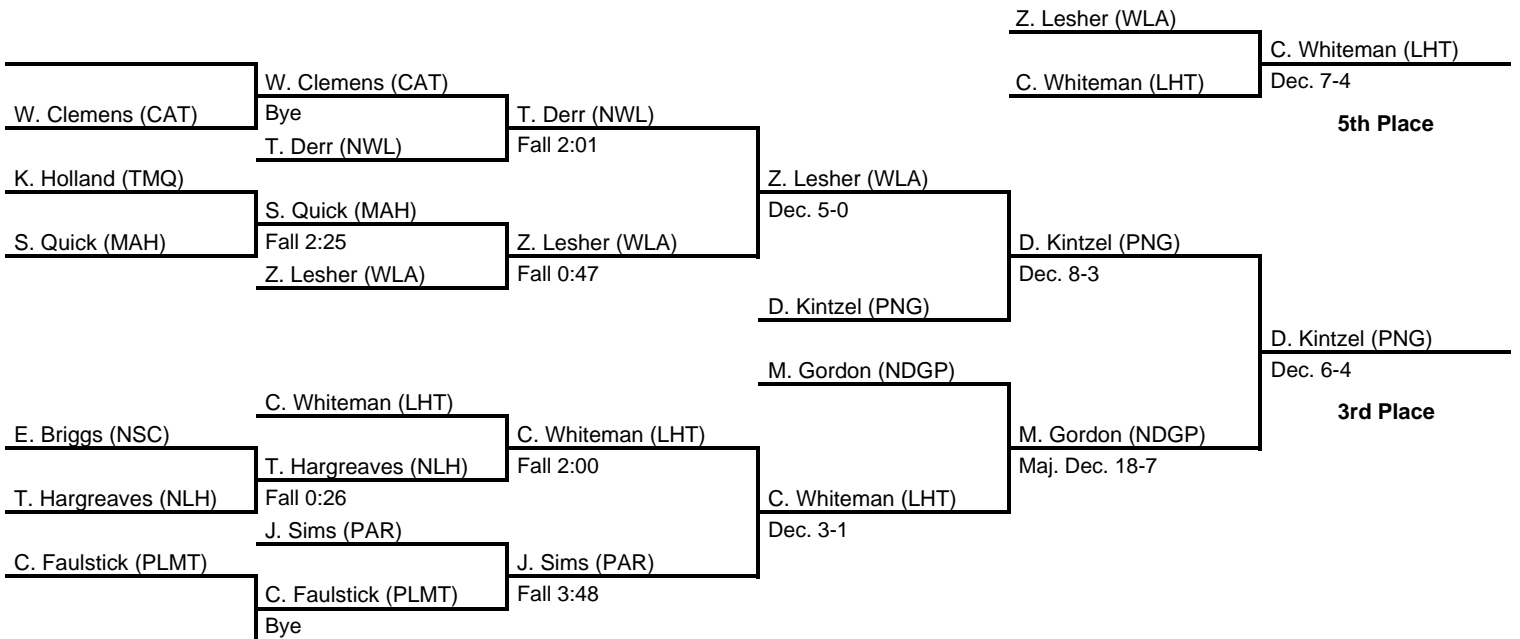 Z. Lesher (WLA)
C. Whiteman (LHT)
C. Whiteman (LHT)
Dec. 7-4
5th Place
W. Clemens (CAT)
W. Clemens (CAT)
Bye
T. Derr (NWL)
T. Derr (NWL)
Fall 2:01
K. Holland (TMQ)
S. Quick (MAH)
S. Quick (MAH)
Fall 2:25
Z. Lesher (WLA)
Z. Lesher (WLA)
Fall 0:47
Z. Lesher (WLA)
Dec. 5-0
D. Kintzel (PNG)
D. Kintzel (PNG)
Dec. 8-3
M. Gordon (NDGP)
D. Kintzel (PNG)
Dec. 6-4
3rd Place
C. Whiteman (LHT)
E. Briggs (NSC)
T. Hargreaves (NLH)
T. Hargreaves (NLH)
Fall 0:26
C. Whiteman (LHT)
Fall 2:00
J. Sims (PAR)
C. Faulstick (PLMT)
C. Faulstick (PLMT)
Bye
J. Sims (PAR)
Fall 3:48
C. Whiteman (LHT)
Dec. 3-1
M. Gordon (NDGP)
Maj. Dec. 18-7